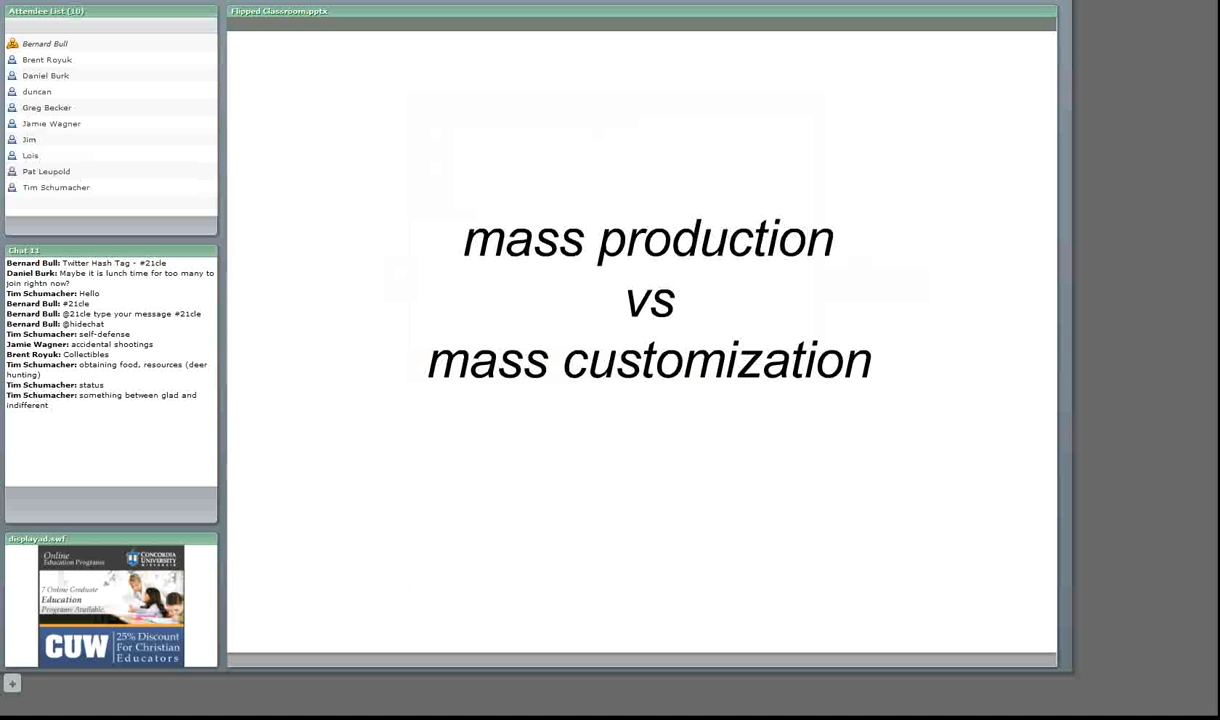 Attendee List (10)
Bernard Bull
Brent Royuk
Daniel Burk
duncan
Greg Becker
Jamie Wagner
Jim
Lois
Pat Leupold
Tim Schumacher
Chat 11
Bernard Bull: Twitter Hash Tag - #21cle
Daniel Burk: Maybe it is lunch time for too many to
join rightn now?
Tim Schumacher: Hello
Bernard Bull: #21cle
Bernard Bull: @21cle type your message #21cle
Bernard Bull: @hidechat
Tim Schumacher: self-defense
Jamie Wagner: accidental shootings
Brent Royuk: Collectibles
Tim Schumacher: obtaining food, resources (deer
hunting)
Tim Schumacher: status
Tim Schumacher: something between glad and
indifferent
displayad.swf
Online
Education Programs
CONCORDIA
UNIVERSITY
7 Online Graduate
Education
Programs Available.
CUW
25% Discount
For Christian
Educators
Flipped Classroom.pptx
mass production
vs
mass customization